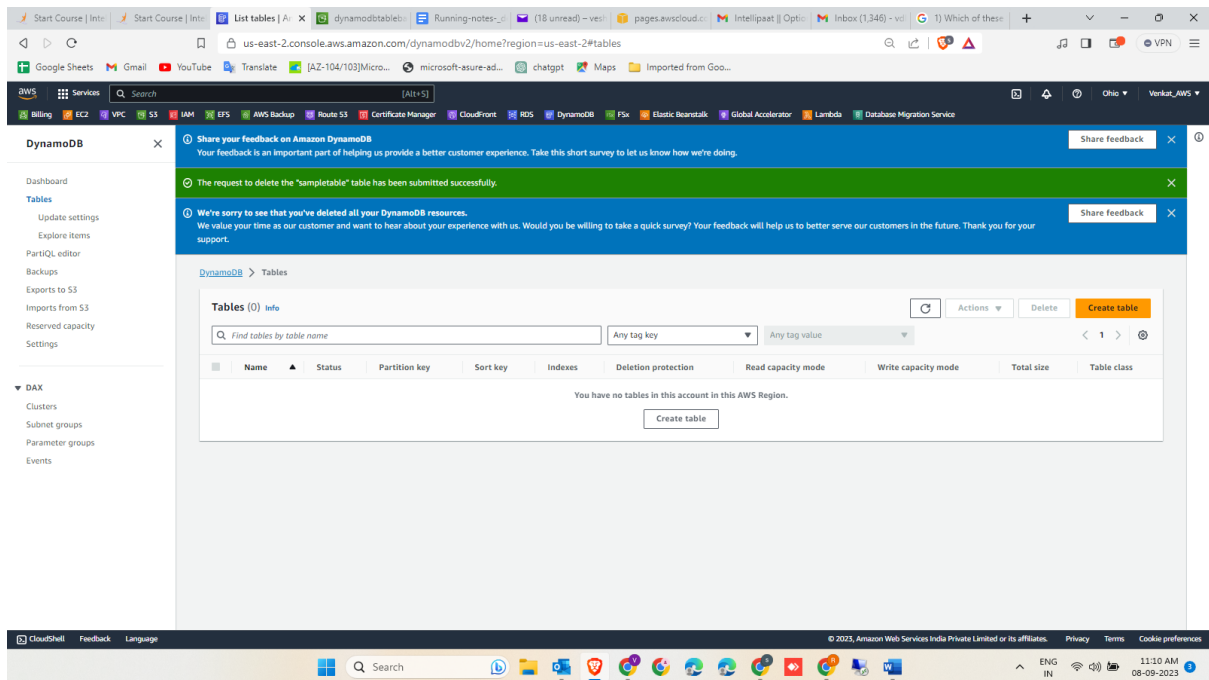 Start Course | Inte
Start Course | Inte
List tables | A
dynamodbtablebo
Running-notes-_d
(18 unread) – vesh
pages.awscloud.co
Intellipaat || Optio
Inbox (1,346) - vd
1) Which of these
us-east-2.console.aws.amazon.com/dynamodbv2/home?region=us-east-2#tables
VPN
Google Sheets
Gmail
YouTube
Translate
[AZ-104/103]Micro...
microsoft-asure-ad...
chatgpt
Maps
Imported from Goo...
aws
Services
Search
[Alt+S]
Ohio
Venkat_AWS
Billing
EC2
VPC
S3
IAM
EFS
AWS Backup
Route 53
Certificate Manager
CloudFront
RDS
DynamoDB
FSx
Elastic Beanstalk
Global Accelerator
Lambda
Database Migration Service
DynamoDB
Dashboard
Tables
Update settings
Explore items
PartiQL editor
Backups
Exports to S3
Imports from S3
Reserved capacity
Settings
DAX
Clusters
Subnet groups
Parameter groups
Events
Share your feedback on Amazon DynamoDB
Your feedback is an important part of helping us provide a better customer experience. Take this short survey to let us know how we're doing.
Share feedback
The request to delete the "sampletable" table has been submitted successfully.
We're sorry to see that you've deleted all your DynamoDB resources.
We value your time as our customer and want to hear about your experience with us. Would you be willing to take a quick survey? Your feedback will help us to better serve our customers in the future. Thank you for your
support.
Share feedback
DynamoDB > Tables
Tables (0) Info
Actions
Delete
Create table
Find tables by table name
Any tag key
Any tag value
1
Name
Status
Partition key
Sort key
Indexes
Deletion protection
Read capacity mode
Write capacity mode
Total size
Table class
You have no tables in this account in this AWS Region.
Create table
CloudShell
Feedback
Language
© 2023, Amazon Web Services India Private Limited or its affiliates.
Privacy
Terms
Cookie preferences
Search
ENG
IN
11:10 AM
08-09-2023
3